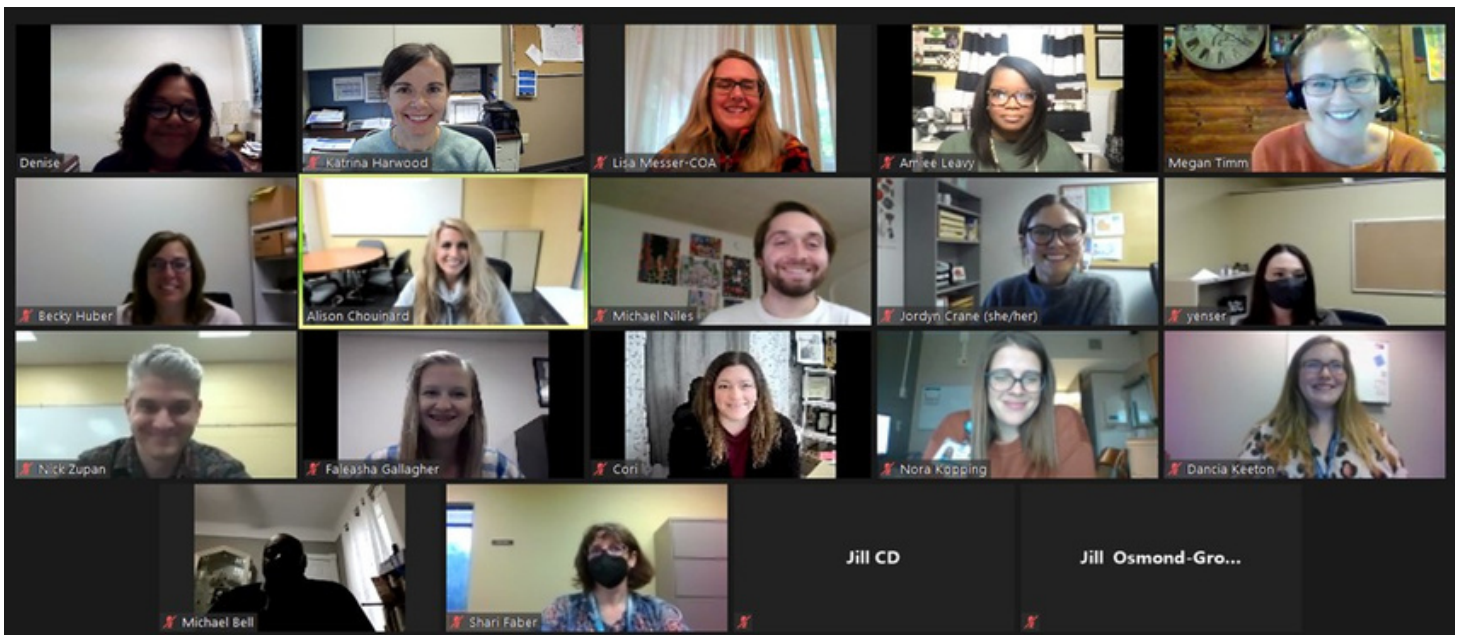 Denise
Katrina Harwood
Lisa Messer-COA
Amiee Leavy
Megan Timm
Becky Huber
Alison Chouinard
Michael Niles
Jordyn Crane (she/her)
yenser
Nick Zupan
Faleasha Gallagher
Cori
Nora Kopping
Dancia Keeton
Michael Bell
Shari Faber
Jill CD
Jill Osmond-Gro...